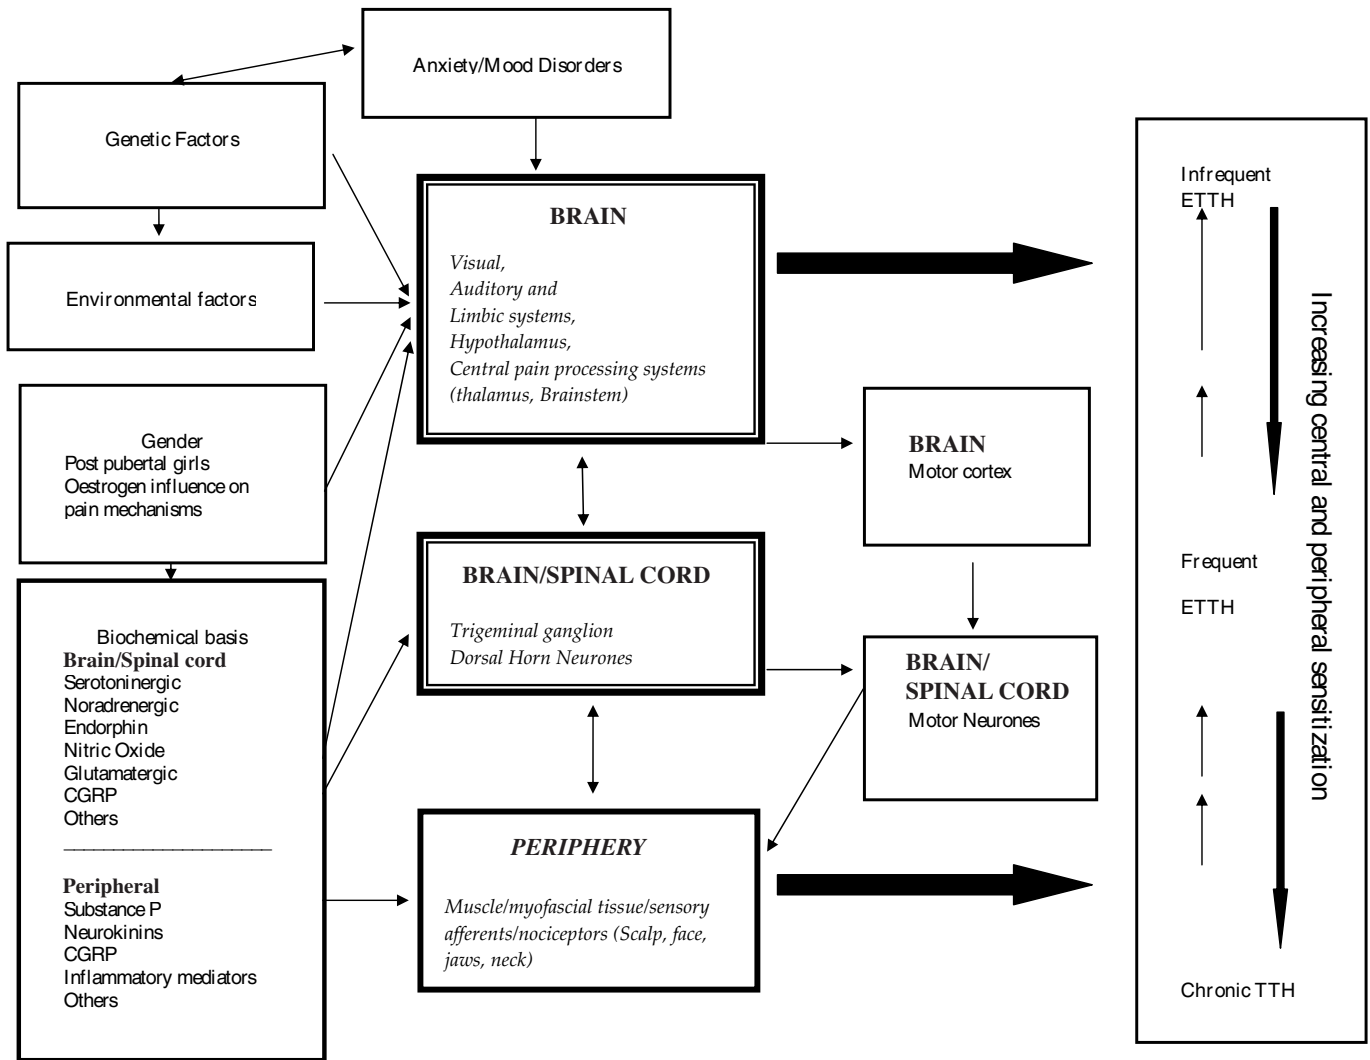 Anxiety/Mood Disorders
Genetic Factors
Environmental factors
Gender
Post pubertal girls
Oestrogen influence on
pain mechanisms
Biochemical basis
Brain/Spinal cord
Serotoninergic
Noradrenergic
Endorphin
Nitric Oxide
Glutamatergic
CGRP
Others
Peripheral
Substance P
Neurokinins
CGRP
Inflammatory mediators
Others
BRAIN
Visual,
Auditory and
Limbic systems,
Hypothalamus,
Central pain processing systems
(thalamus, Brainstem)
BRAIN/SPINAL CORD
Trigeminal ganglion
Dorsal Horn Neurones
PERIPHERY
Muscle/myofascial tissue/sensory
afferents/nociceptors (Scalp, face,
jaws, neck)
BRAIN
Motor cortex
BRAIN/
SPINAL CORD
Motor Neurones
Infrequent
ETTH
Frequent
ETTH
Chronic TTH
Increasing central and peripheral sensitization